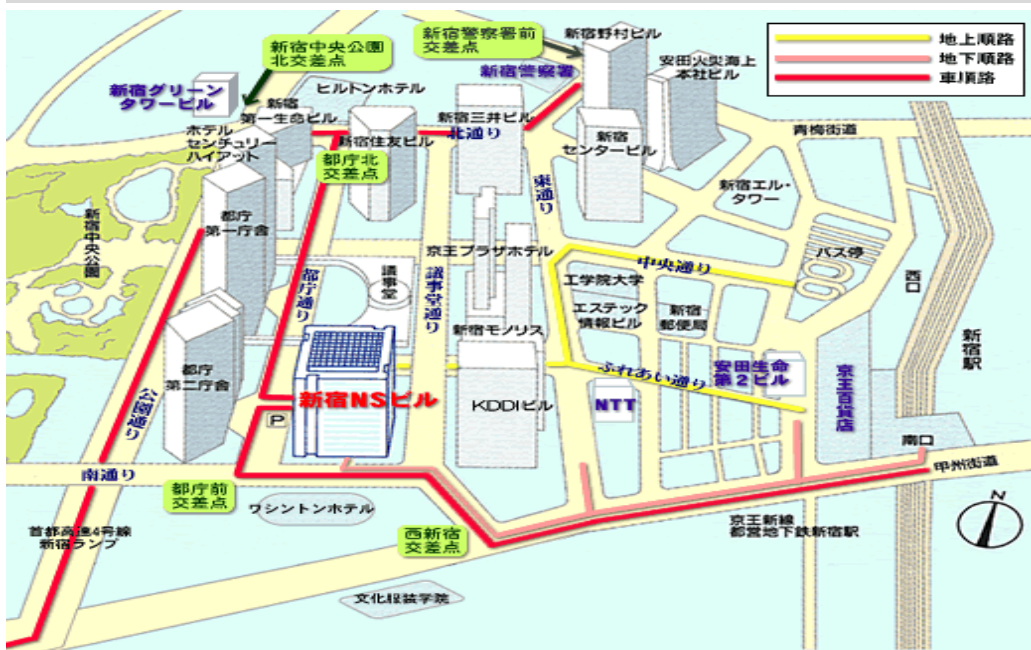 新宿警察署前
交差点
新宿野村ビル
地上順路
地下順路
車順路
新宿中央公園
北交差点
新宿警察署
安田火災海上
本社ビル
新宿グリーン
タワービル
ヒルトンホテル
新宿
第一生命ビル
新宿三井ビル
北通り
ホテル
センチュリー
ハイアット
新宿住友ビル
新宿
センタービル
青梅街道
都庁北
交差点
東通り
新宿エル・
タワー
都庁
第一庁舎
新宿中央公園
京王プラザホテル
中央通り
バス停
議事堂
都庁通り
議事堂通り
工学院大学
西口
エステック
情報ビル
新宿
郵便局
新宿モノリス
新宿駅
都庁
第二庁舎
公園通り
ふれあい通り
安田生命
第2ビル
京王百貨店
新宿NSビル
KDDIビル
NTT
P
南口
南通り
甲州街道
都庁前
交差点
ワシントンホテル
N
首都高速4号線
新宿ランプ
西新宿
交差点
京王新線
都営地下鉄新宿駅
文化服装学院